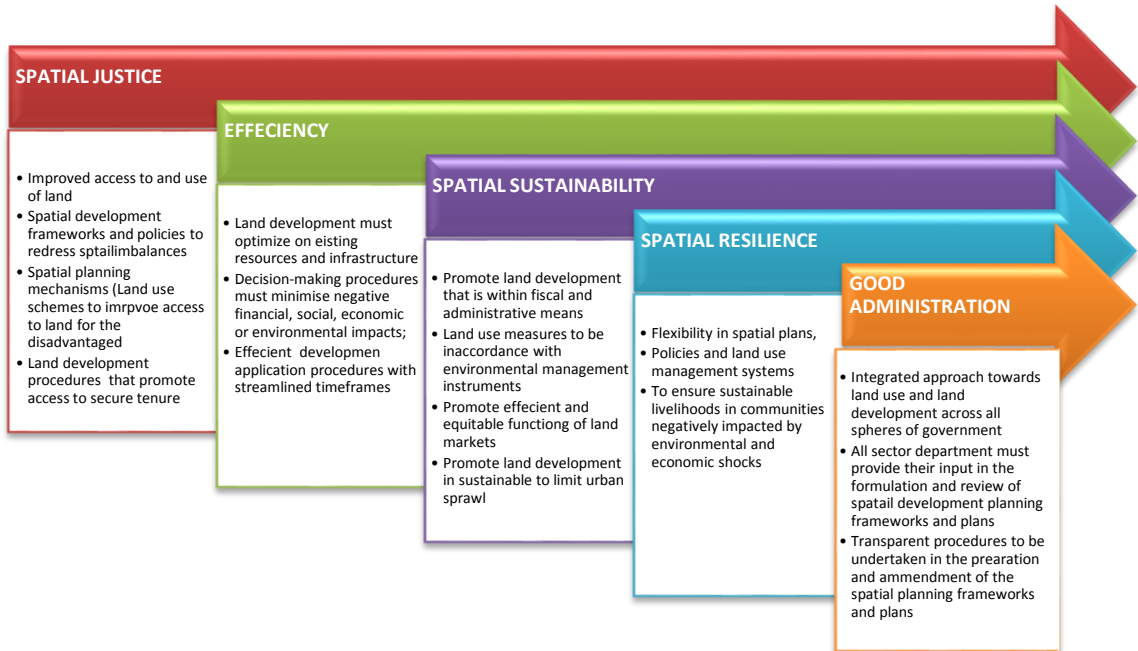 SPATIAL JUSTICE
• Improved access to and use
of land
• Spatial development
frameworks and policies to
redress sptailimbalances
• Spatial planning
mechanisms (Land use
schemes to imrpvoe access
to land for the
disadvantaged
• Land development
procedures that promote
access to secure tenure
EFFECIENCY
• Land development must
optimize on eisting
resources and infrastructure
• Decision-making procedures
must minimise negative
financial, social, economic
or environmental impacts;
• Effecient developmen
application procedures with
streamlined timeframes
SPATIAL SUSTAINABILITY
• Promote land development
that is within fiscal and
administrative means
• Land use measures to be
inaccordance with
environmental management
instruments
• Promote effecient and
equitable functiong of land
markets
• Promote land development
in sustainable to limit urban
sprawl
SPATIAL RESILIENCE
• Flexibility in spatial plans,
• Policies and land use
management systems
• To ensure sustainable
livelihoods in communities
negatively impacted by
environmental and
economic shocks
GOOD
ADMINISTRATION
• Integrated approach towards
land use and land
development across all
spheres of government
• All sector department must
provide their input in the
formulation and review of
spatail development planning
frameworks and plans
• Transparent procedures to be
undertaken in the prearation
and ammendment of the
spatial planning frameworks
and plans